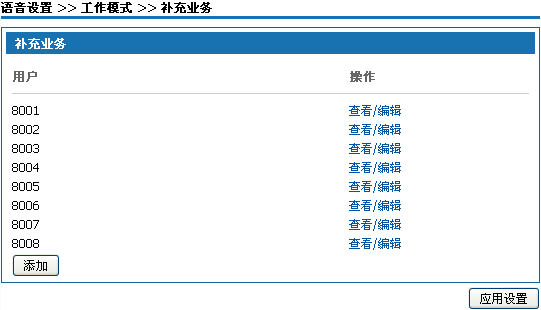 语音设置 >> 工作模式 >> 补充业务
补充业务
用户 操作
8001 查看/编辑
8002 查看/编辑
8003 查看/编辑
8004 查看/编辑
8005 查看/编辑
8006 查看/编辑
8007 查看/编辑
8008 查看/编辑
添加
应用设置